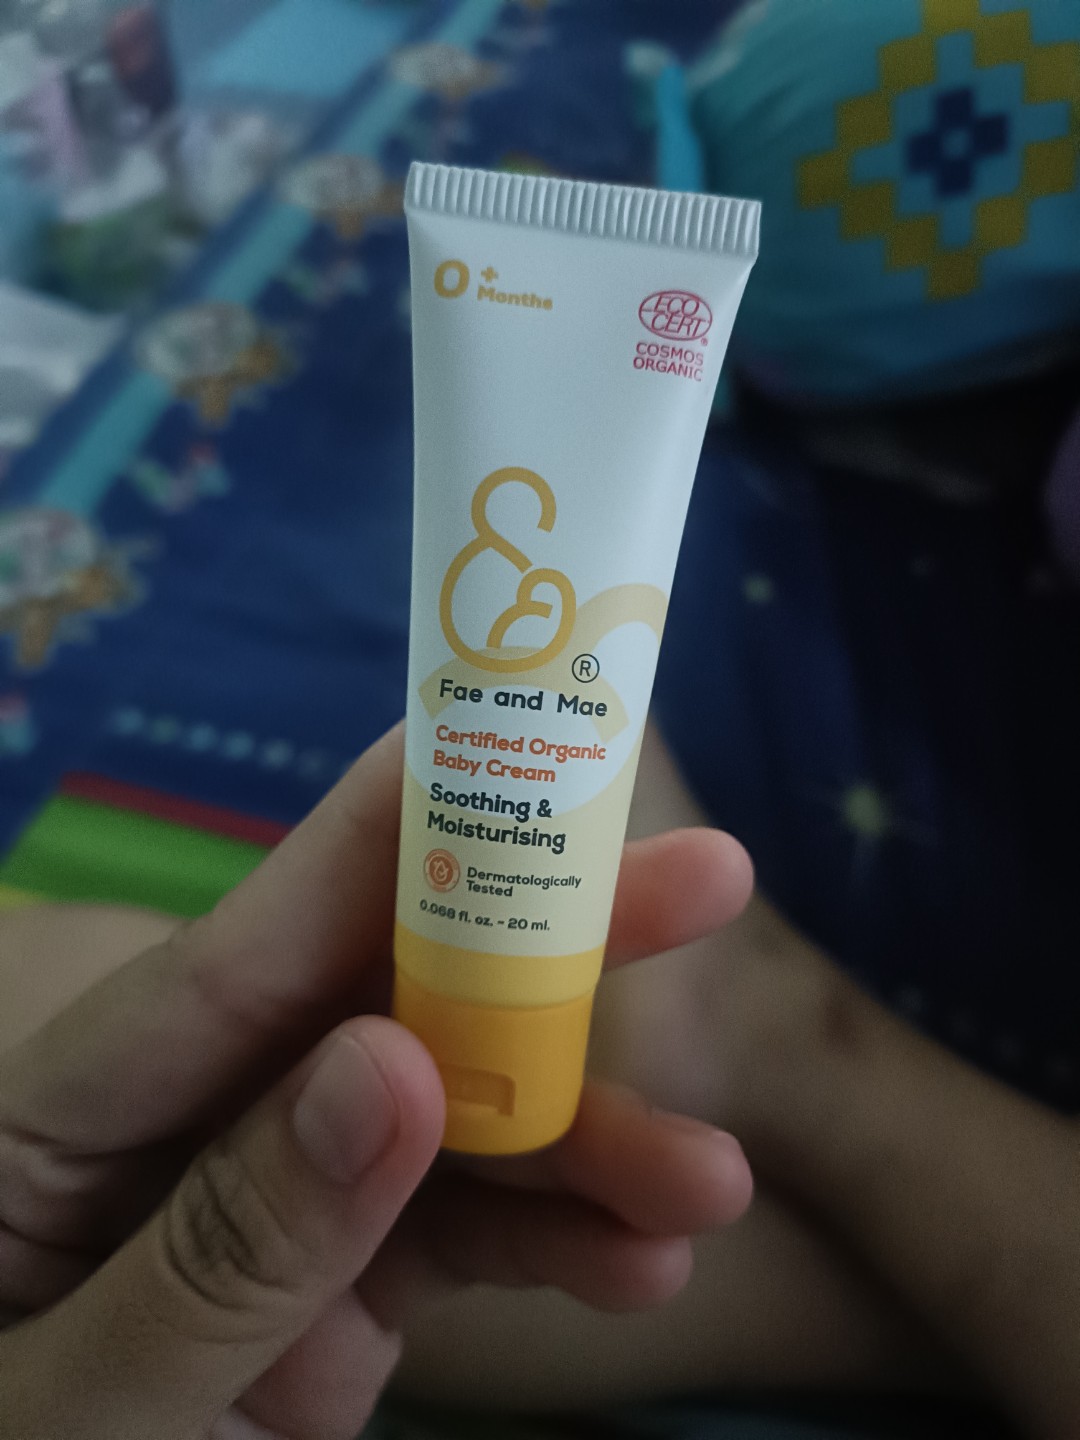 0+
Months
ECO
CERT
®
COSMOS
ORGANIC
®
Fae and Mae
Certified Organic
Baby Cream
Soothing &
Moisturising
Dermatologically
Tested
0.068 fl. oz. - 20 ml.